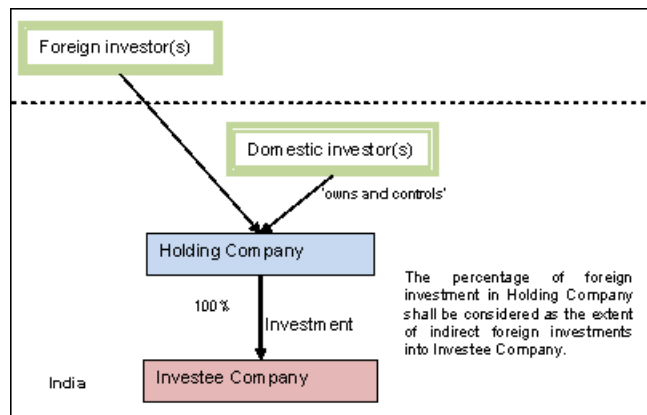 Foreign investor(s)
Domestic investor(s)
'owns and controls'
Holding Company
100%
Investment
The percentage of foreign
investment in Holding Company
shall be considered as the extent
of indirect foreign investments
into Investee Company.
India
Investee Company